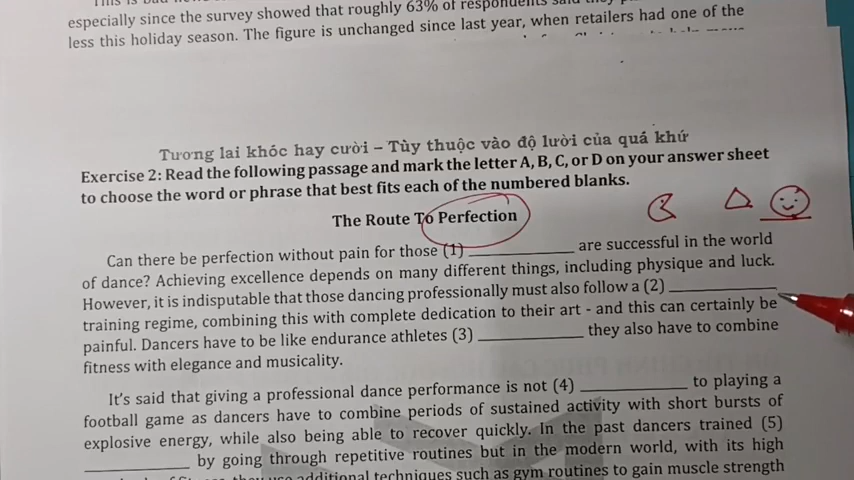 This is
especially since the survey showed that roughly 63% of respondents said they
less this holiday season. The figure is unchanged since last year, when retailers had one of the
Tương lai khóc hay cười – Tùy thuộc vào độ lười của quá khứ
Exercise 2: Read the following passage and mark the letter A, B, C, or D on your answer sheet
to choose the word or phrase that best fits each of the numbered blanks.
The Route To Perfection
Can there be perfection without pain for those (1) __________ are successful in the world
of dance? Achieving excellence depends on many different things, including physique and luck.
However, it is indisputable that those dancing professionally must also follow a (2) __________
training regime, combining this with complete dedication to their art - and this can certainly be
painful. Dancers have to be like endurance athletes (3) __________ they also have to combine
fitness with elegance and musicality.
It's said that giving a professional dance performance is not (4) __________ to playing a
football game as dancers have to combine periods of sustained activity with short bursts of
explosive energy, while also being able to recover quickly. In the past dancers trained (5)
__________ by going through repetitive routines but in the modern world, with its high
they use additional techniques such as gym routines to gain muscle strength